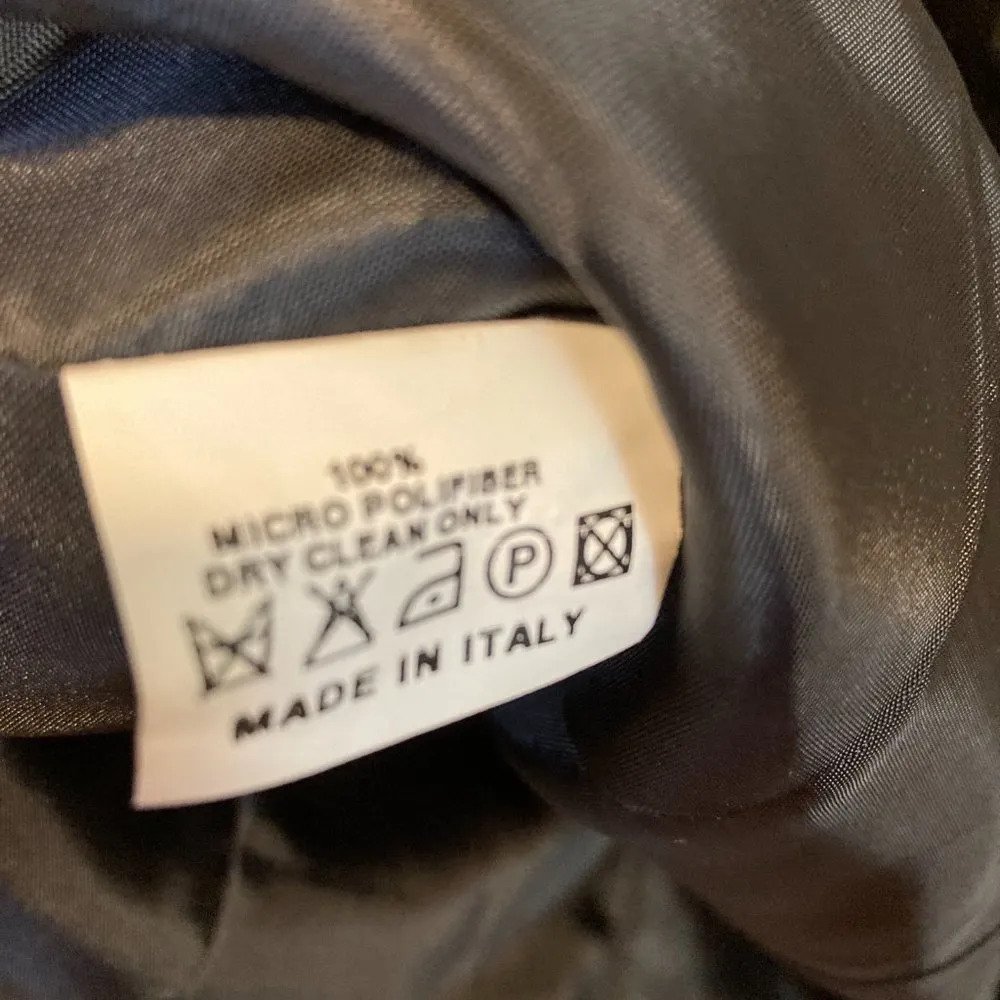 100%
MICRO POLIFIBER
DRY CLEAN ONLY
P
MADE IN ITALY